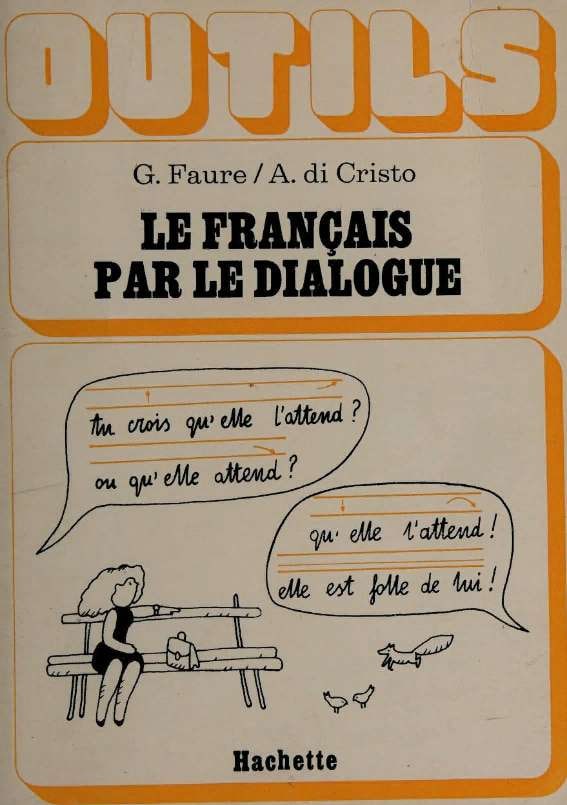 OUTILS
G. Faure / A. di Cristo
LE FRANÇAIS
PAR LE DIALOGUE
Tu crois qu'elle l'attend ?
ou qu'elle attend ?
qu'elle l'attend !
elle est folle de lui !
Hachette